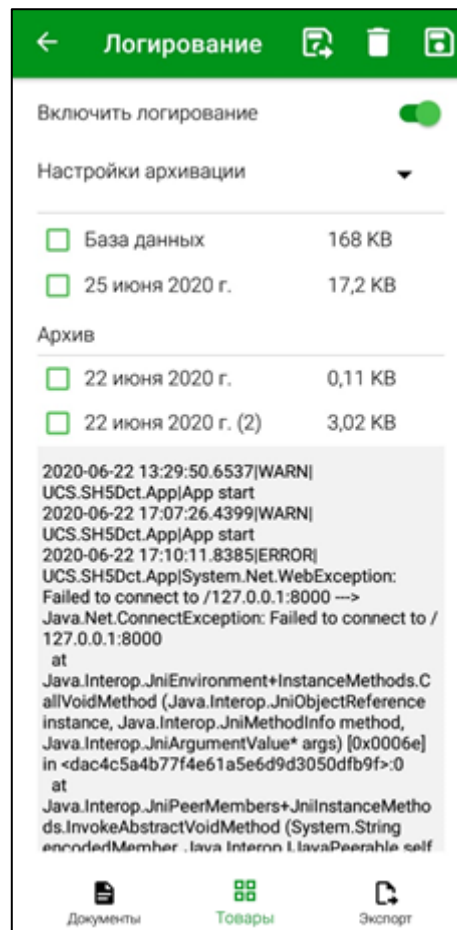 Логирование
Включить логирование
Настройки архивации
База данных 168 KB
25 июня 2020 г. 17,2 KB
Архив
22 июня 2020 г. 0,11 KB
22 июня 2020 г. (2) 3,02 KB
2020-06-22 13:29:50.6537|WARN|
UCS.SH5Dct.App|App start
2020-06-22 17:07:26.4399|WARN|
UCS.SH5Dct.App|App start
2020-06-22 17:10:11.8385|ERROR|
UCS.SH5Dct.App|System.Net.WebException:
Failed to connect to /127.0.0.1:8000 --->
Java.Net.ConnectException: Failed to connect to /
127.0.0.1:8000
at
Java.Interop.JniEnvironment+InstanceMethods.C
allVoidMethod (Java.Interop.JniObjectReference
instance, Java.Interop.JniMethodInfo method,
Java.Interop.JniArgumentValue* args) [0x0006e]
in <dac4c5a4b77f4e61a5e6d9d3050dfb9f>:0
at
Java.Interop.JniPeerMembers+JniInstanceMetho
ds.InvokeAbstractVoidMethod (System.String
encodedMember, Java.Interop.IJavaPeerable self
Документы Товары Экспорт